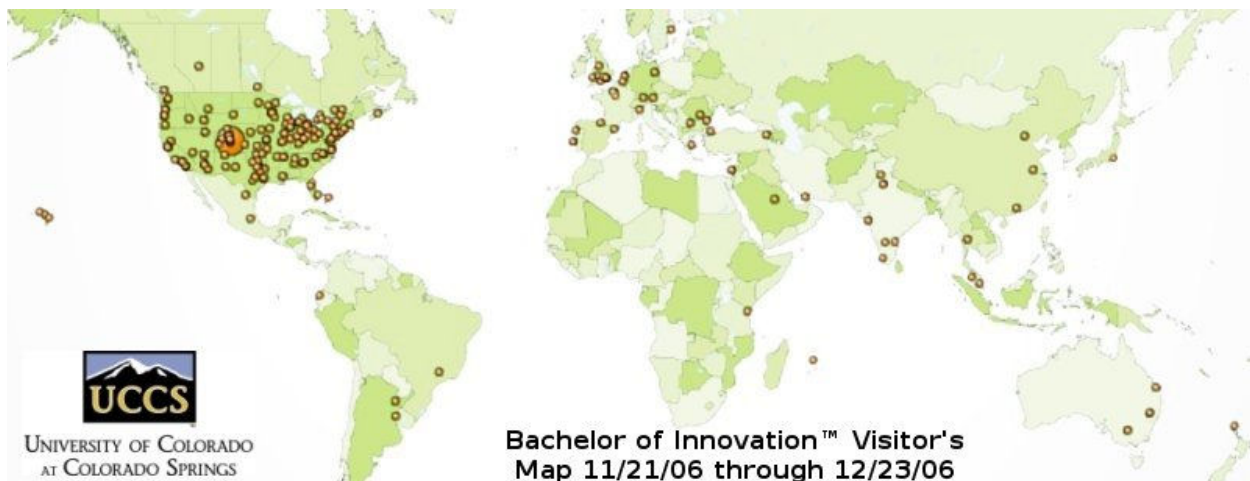 UCCS
UNIVERSITY OF COLORADO
AT COLORADO SPRINGS
Bachelor of Innovation™ Visitor's
Map 11/21/06 through 12/23/06